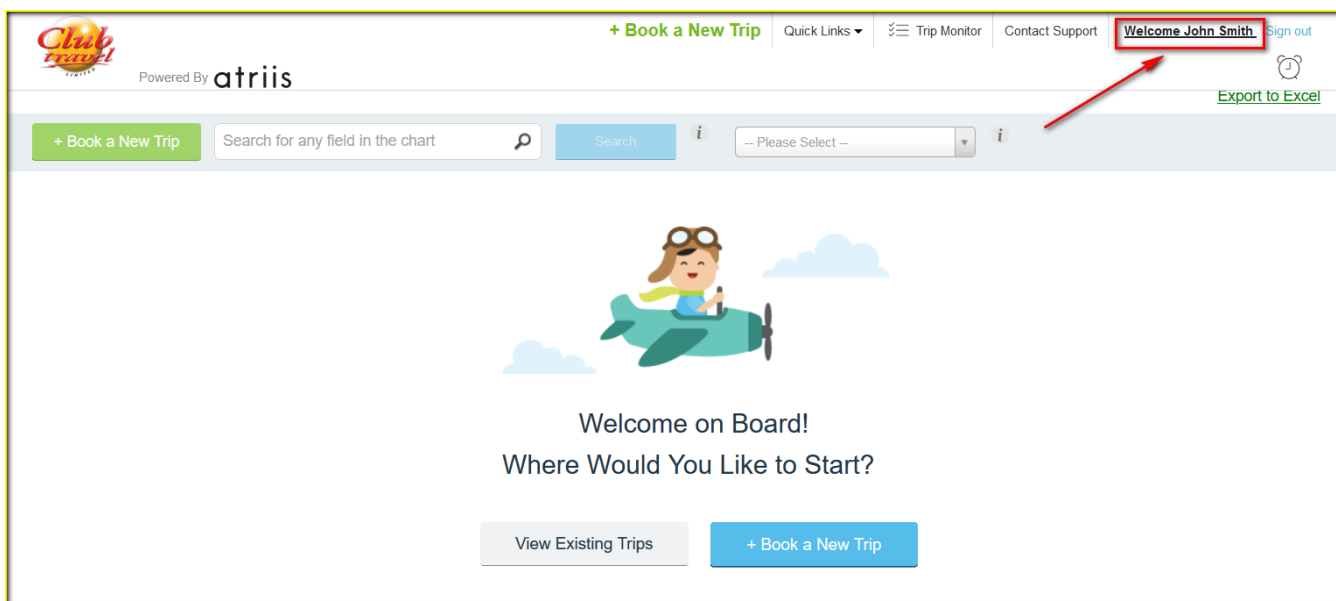 Club
travel
LIMITED
Powered By atriis
+ Book a New Trip
Quick Links
Trip Monitor
Contact Support
Welcome John Smith
Sign out
Export to Excel
+ Book a New Trip
Search for any field in the chart
Search
i
-- Please Select --
i
Welcome on Board!
Where Would You Like to Start?
View Existing Trips
+ Book a New Trip